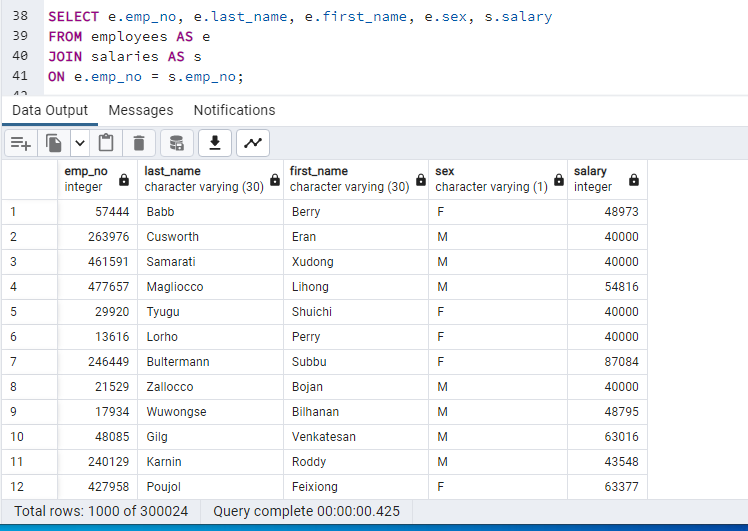 38 SELECT e.emp_no, e.last_name, e.first_name, e.sex, s.salary
39 FROM employees AS e
40 JOIN salaries AS s
41 ON e.emp_no = s.emp_no;
Data Output Messages Notifications
emp_no last_name first_name sex salary
integer character varying (30) character varying (30) character varying (1) integer
1 57444 Babb Berry F 48973
2 263976 Cusworth Eran M 40000
3 461591 Samarati Xudong M 40000
4 477657 Magliocco Lihong M 54816
5 29920 Tyugu Shuichi F 40000
6 13616 Lorho Perry F 40000
7 246449 Bultermann Subbu F 87084
8 21529 Zallocco Bojan M 40000
9 17934 Wuwongse Bilhanan M 48795
10 48085 Gilg Venkatesan M 63016
11 240129 Karnin Roddy M 43548
12 427958 Poujol Feixiong F 63377
Total rows: 1000 of 300024 Query complete 00:00:00.425